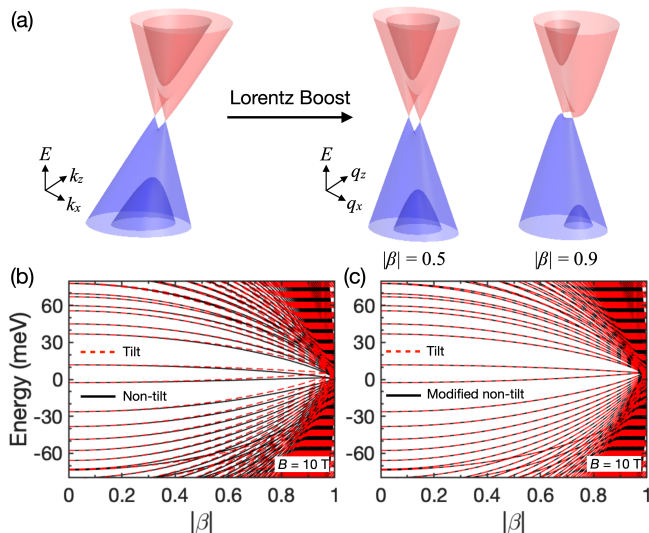 (a)
Lorentz Boost
E
k_z
k_x
E
q_z
q_x
|β| = 0.5
|β| = 0.9
(b)
(c)
Energy (meV)
60
30
0
-30
-60
Tilt
Non-tilt
B = 10 T
0
0.2
0.4
0.6
0.8
1
|β|
60
30
0
-30
-60
Tilt
Modified non-tilt
B = 10 T
0
0.2
0.4
0.6
0.8
1
|β|